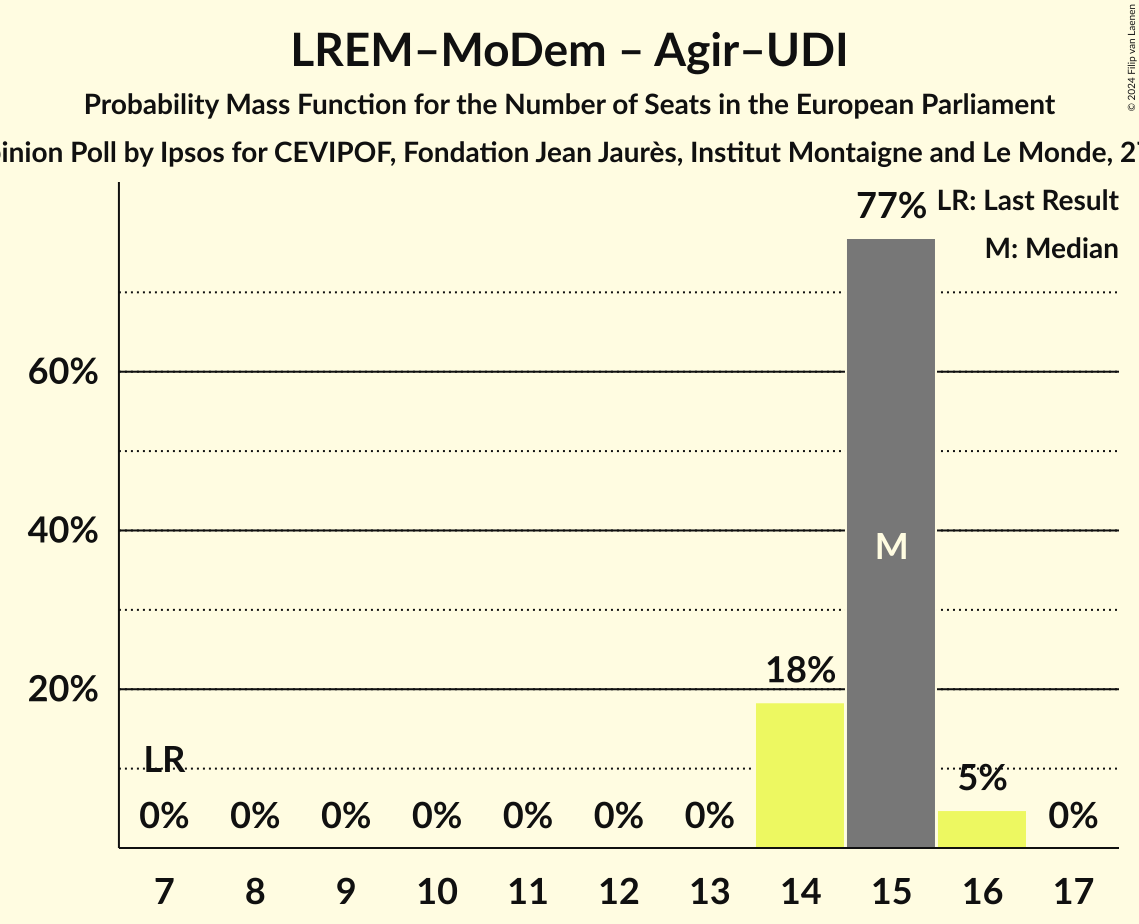 LREM–MoDem – Agir–UDI
Probability Mass Function for the Number of Seats in the European Parliament
Poll by Ipsos for CEVIPOF, Fondation Jean Jaurès, Institut Montaigne and Le Monde,
© 2024 Filip van Laenen
77%
LR: Last Result
M: Median
60%
40%
M
20%
18%
LR
5%
0% 0% 0% 0% 0% 0% 0% 0%
7 8 9 10 11 12 13 14 15 16 17